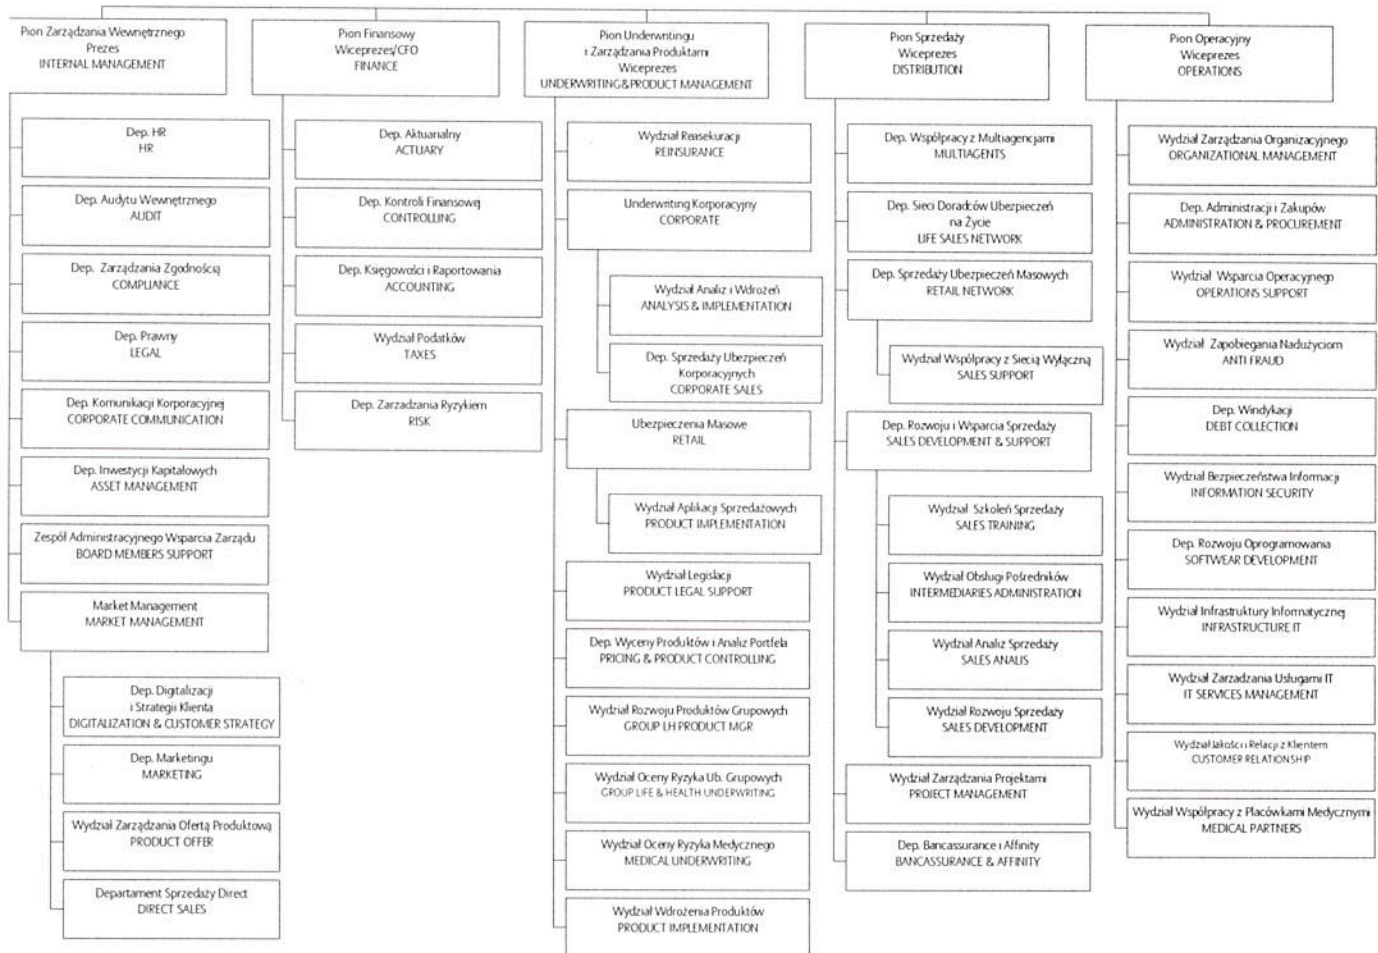 Pion Zarządzania Wewnętrznego
Prezes
INTERNAL MANAGEMENT
Dep. HR
HR
Dep. Audytu Wewnętrznego
AUDIT
Dep. Zarządzania Zgodnością
COMPLIANCE
Dep. Prawny
LEGAL
Dep. Komunikacji Korporacyjnej
CORPORATE COMMUNICATION
Dep. Inwestycji Kapitałowych
ASSET MANAGEMENT
Zespół Administracyjnego Wsparcia Zarządu
BOARD MEMBERS SUPPORT
Market Management
MARKET MANAGEMENT
Dep. Digitalizacji
i Strategii Klienta
DIGITALIZATION & CUSTOMER STRATEGY
Dep. Marketingu
MARKETING
Wydział Zarządzania Ofertą Produktową
PRODUCT OFFER
Departament Sprzedaży Direct
DIRECT SALES
Pion Finansowy
Wiceprezes/CFO
FINANCE
Dep. Aktuarialny
ACTUARY
Dep. Kontroli Finansowej
CONTROLLING
Dep. Księgowości i Raportowania
ACCOUNTING
Wydział Podatków
TAXES
Dep. Zarzadzania Ryzykiem
RISK
Pion Underwritingu
i Zarządzania Produktami
Wiceprezes
UNDERWRITING&PRODUCT MANAGEMENT
Wydział Reasekuracji
REINSURANCE
Underwriting Korporacyjny
CORPORATE
Wydział Analiz i Wdrożeń
ANALYSIS & IMPLEMENTATION
Dep. Sprzedaży Ubezpieczeń
Korporacyjnych
CORPORATE SALES
Ubezpieczenia Masowe
RETAIL
Wydział Aplikacji Sprzedażowych
PRODUCT IMPLEMENTATION
Wydział Legislacji
PRODUCT LEGAL SUPPORT
Dep. Wyceny Produktów i Analiz Portfela
PRICING & PRODUCT CONTROLLING
Wydział Rozwoju Produktów Grupowych
GROUP LH PRODUCT MGR
Wydział Oceny Ryzyka Ub. Grupowych
GROUP LIFE & HEALTH UNDERWRITING
Wydział Oceny Ryzyka Medycznego
MEDICAL UNDERWRITING
Wydział Wdrożenia Produktów
PRODUCT IMPLEMENTATION
Pion Sprzedaży
Wiceprezes
DISTRIBUTION
Dep. Współpracy z Multiagencjami
MULTIAGENTS
Dep. Sieci Doradców Ubezpieczeń
na Życie
LIFE SALES NETWORK
Dep. Sprzedaży Ubezpieczeń Masowych
RETAIL NETWORK
Wydział Współpracy z Siecią Wyłączną
SALES SUPPORT
Dep. Rozwoju i Wsparcia Sprzedaży
SALES DEVELOPMENT & SUPPORT
Wydział Szkoleń Sprzedaży
SALES TRAINING
Wydział Obsługi Pośredników
INTERMEDIARIES ADMINISTRATION
Wydział Analiz Sprzedaży
SALES ANALIS
Wydział Rozwoju Sprzedaży
SALES DEVELOPMENT
Wydział Zarządzania Projektami
PROJECT MANAGEMENT
Dep. Bancassurance i Affinity
BANCASSURANCE & AFFINITY
Pion Operacyjny
Wiceprezes
OPERATIONS
Wydział Zarządzania Organizacyjnego
ORGANIZATIONAL MANAGEMENT
Dep. Administracji i Zakupów
ADMINISTRATION & PROCUREMENT
Wydział Wsparcia Operacyjnego
OPERATIONS SUPPORT
Wydział Zapobiegania Nadużyciom
ANTI FRAUD
Dep. Windykacji
DEBT COLLECTION
Wydział Bezpieczeństwa Informacji
INFORMATION SECURITY
Dep. Rozwoju Oprogramowania
SOFTWEAR DEVELOPMENT
Wydział Infrastruktury Informatycznej
INFRASTRUCTURE IT
Wydział Zarzadzania Usługami IT
IT SERVICES MANAGEMENT
Wydział Jakości i Relacji z Klientem
CUSTOMER RELATIONSHIP
Wydział Współpracy z Placówkami Medycznymi
MEDICAL PARTNERS